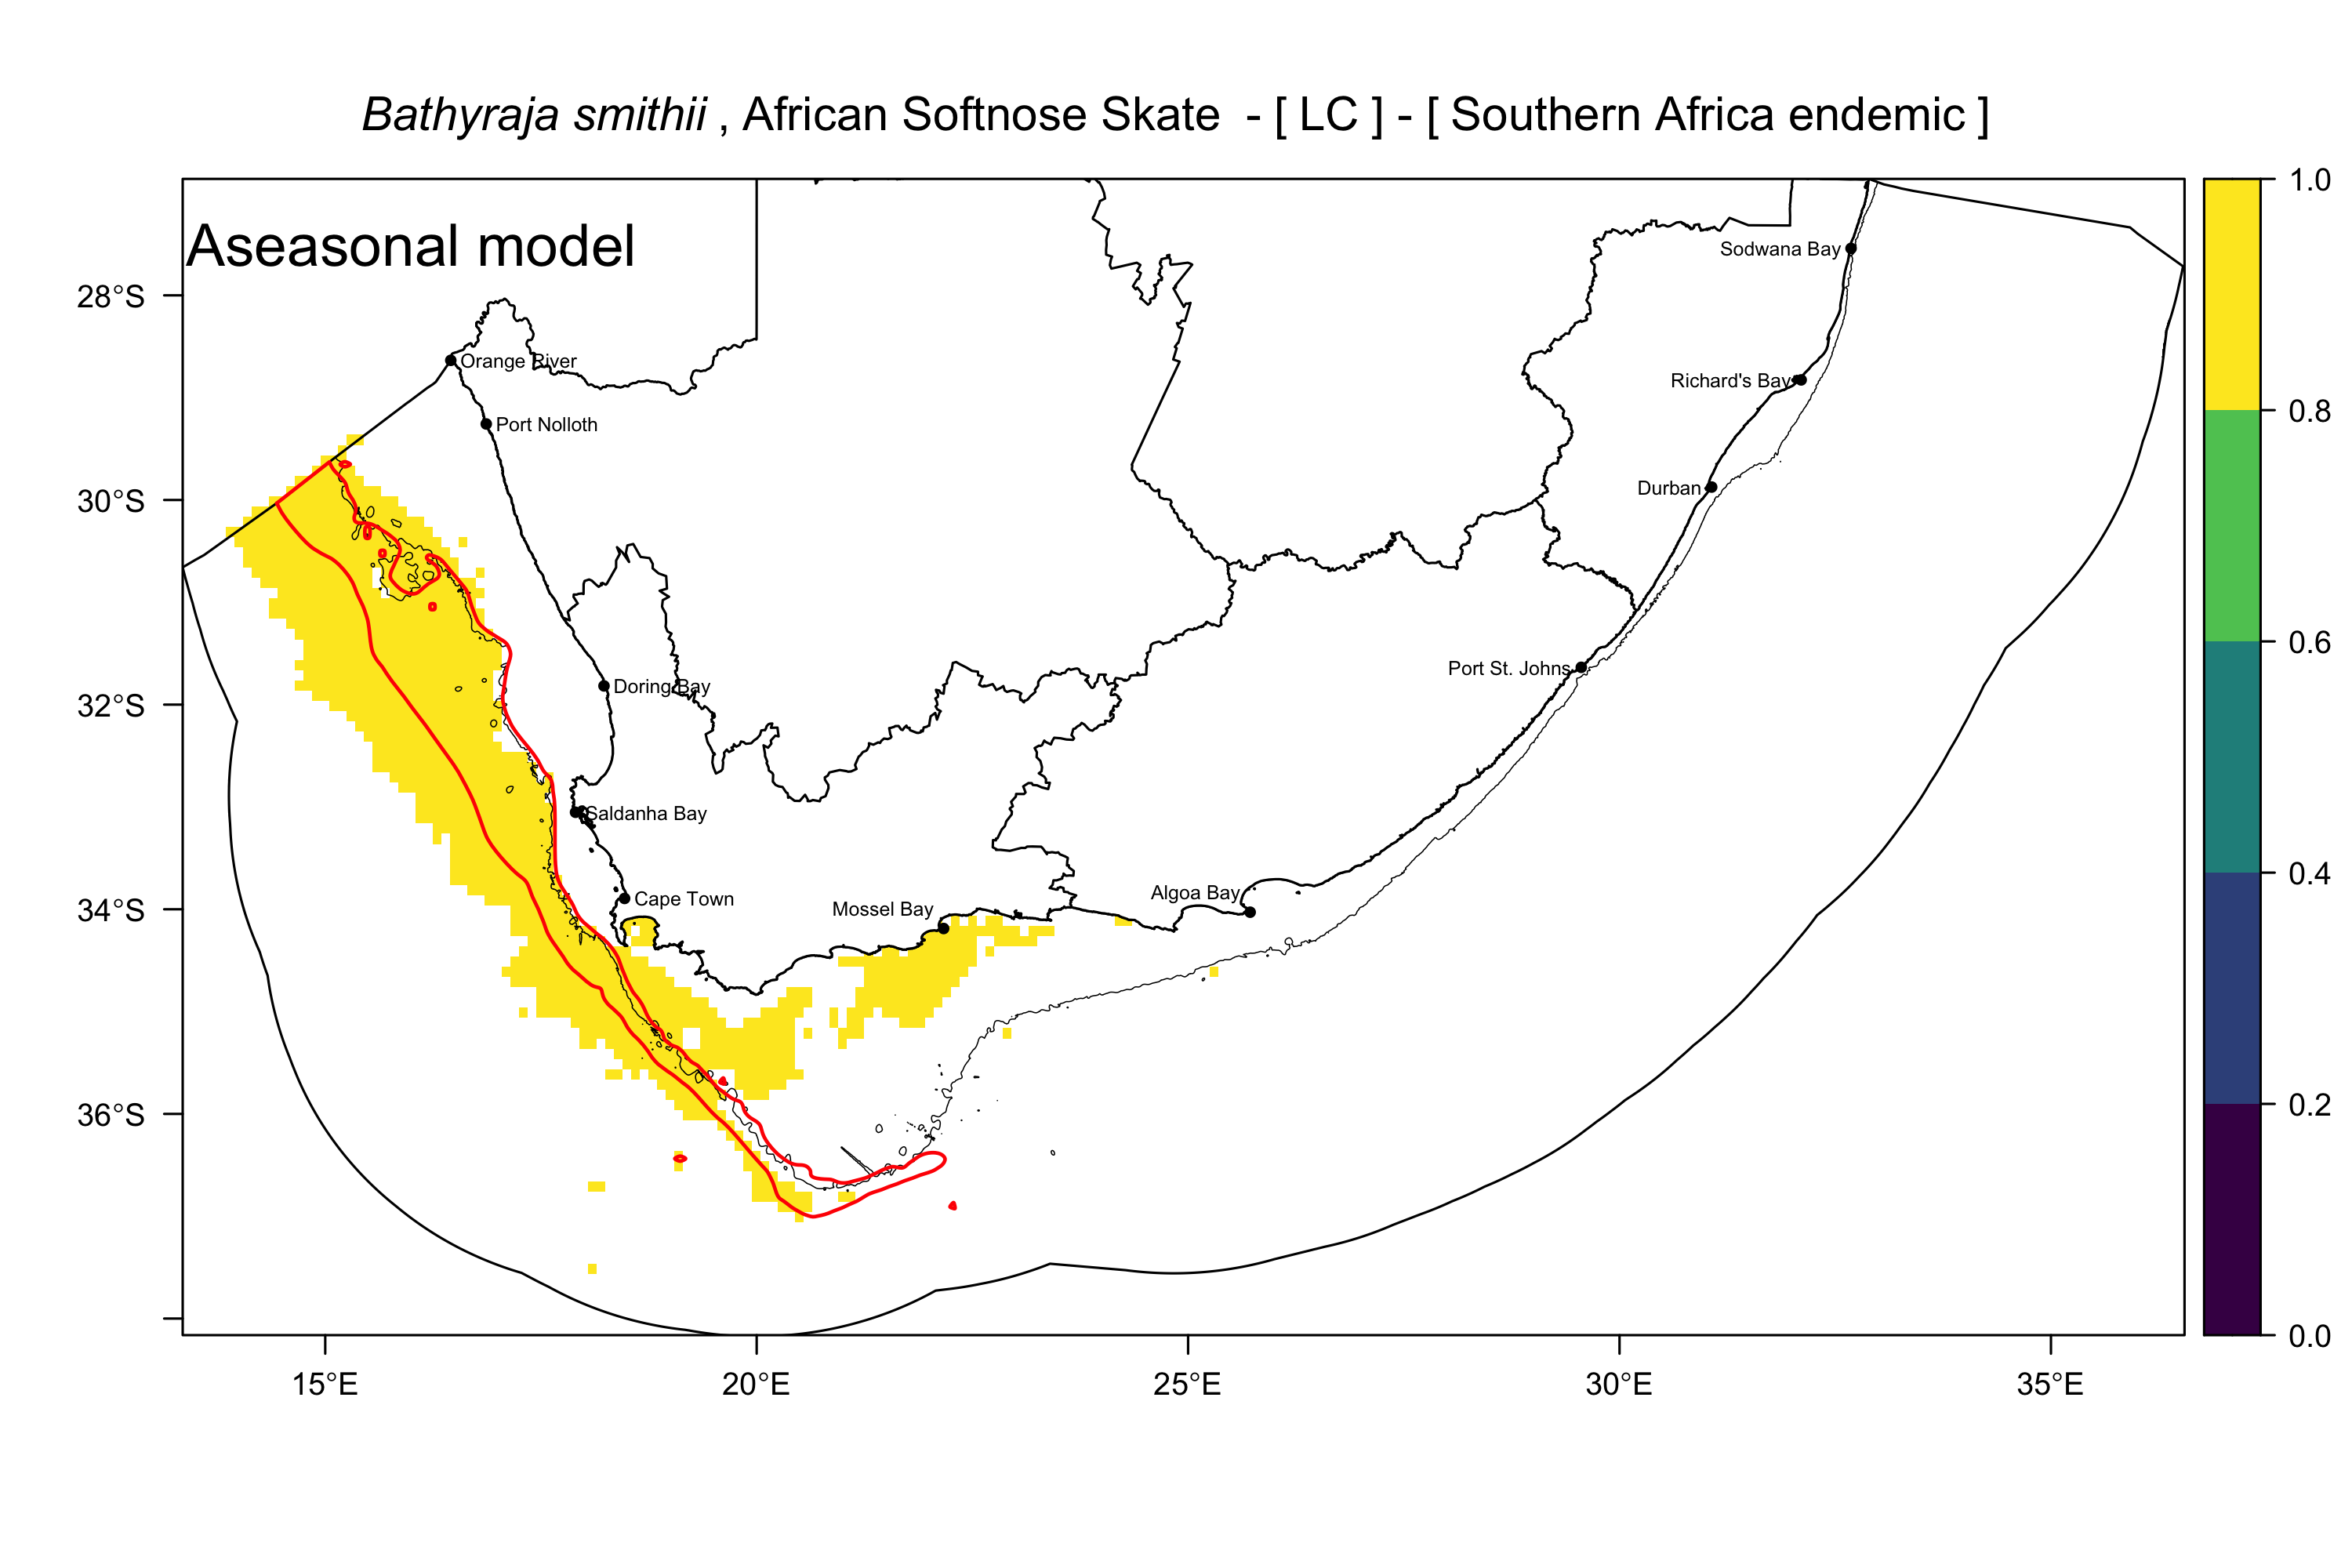 Bathyraja smithii , African Softnose Skate - [ LC ] - [ Southern Africa endemic ]
Aseasonal model
28°S
30°S
32°S
34°S
36°S
15°E
20°E
25°E
30°E
35°E
Sodwana Bay
Orange River
Richard's Bay
Port Nolloth
Durban
Port St. Johns
Doring Bay
Saldanha Bay
Cape Town
Mossel Bay
Algoa Bay
1.0
0.8
0.6
0.4
0.2
0.0